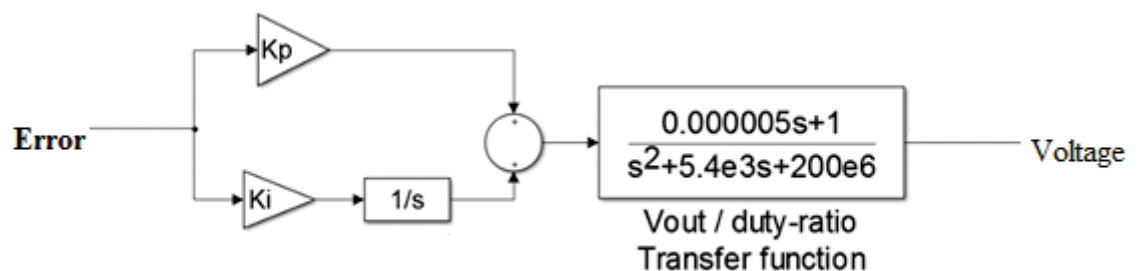 Kp
Error
+
+
Ki
1/s
0.000005s+1
s²+5.4e3s+200e6
Voltage
Vout / duty-ratio
Transfer function